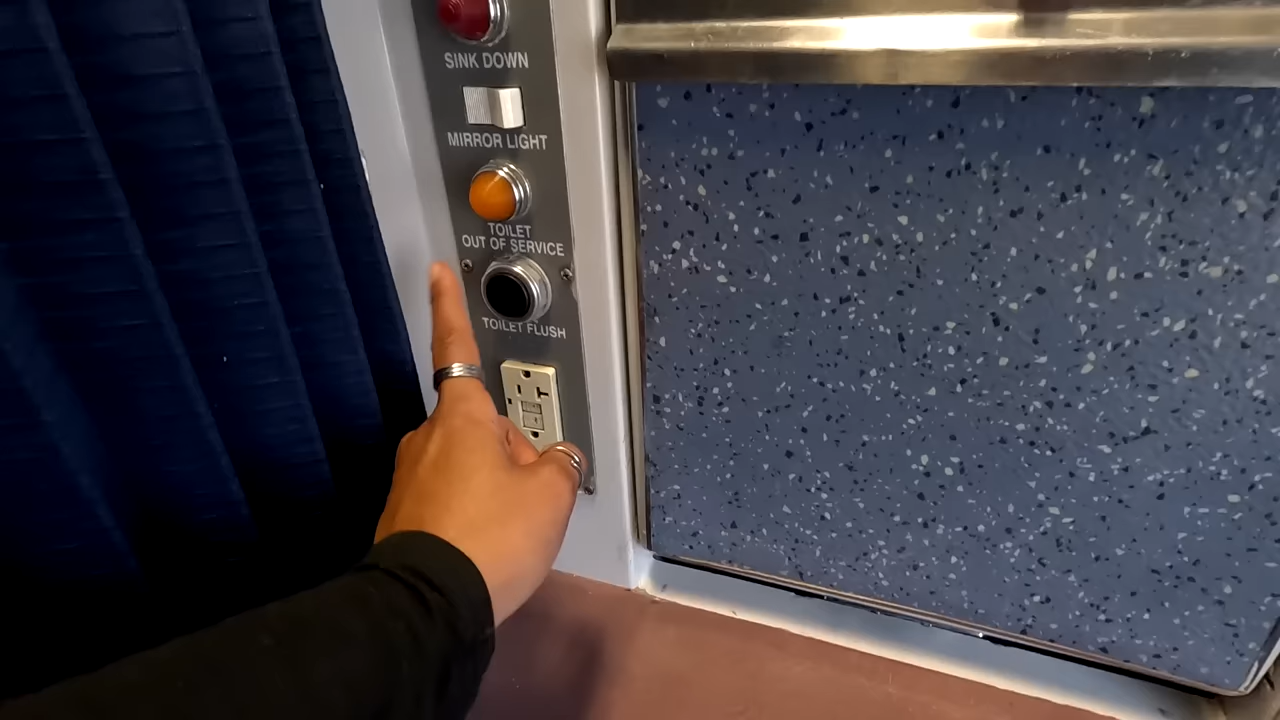 SINK DOWN
MIRROR LIGHT
TOILET
OUT OF SERVICE
TOILET FLUSH